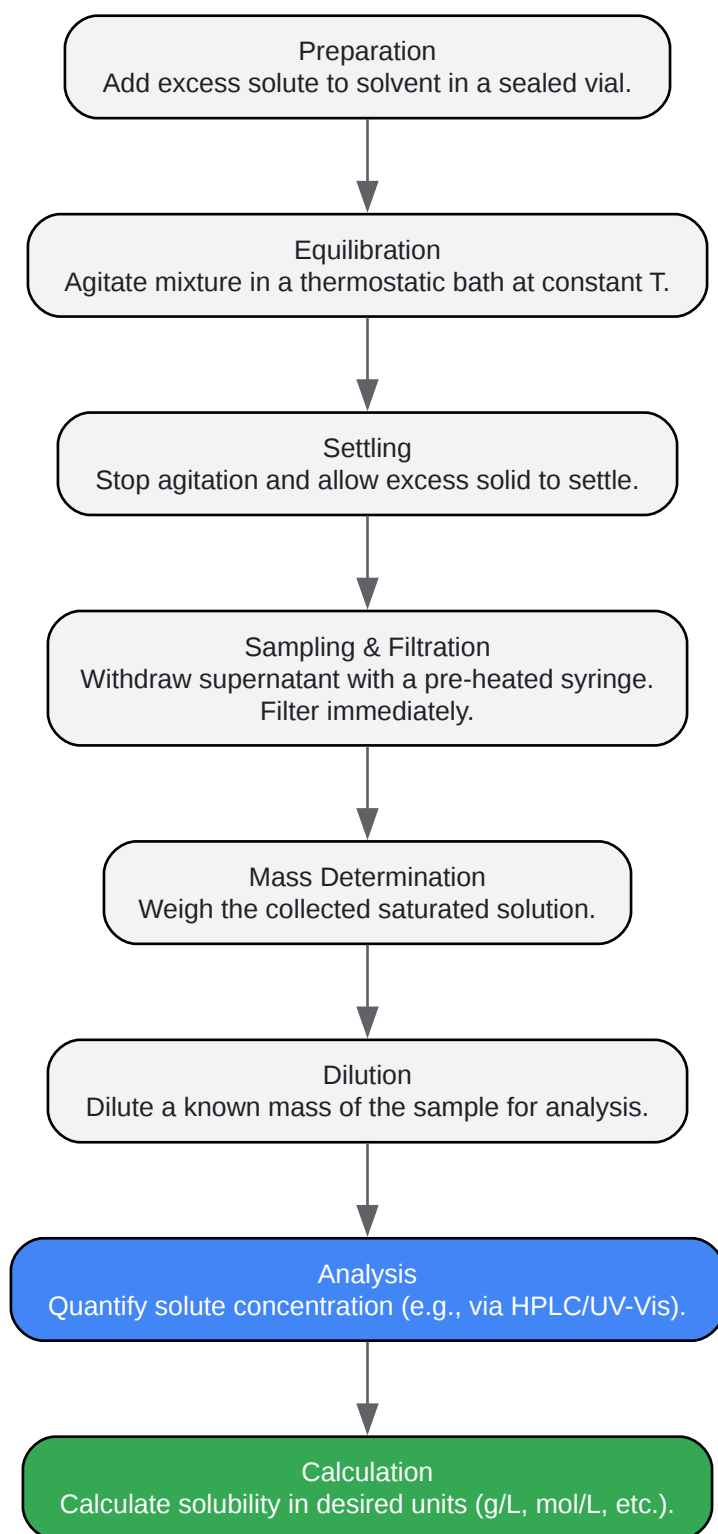 Preparation
Add excess solute to solvent in a sealed vial.
Equilibration
Agitate mixture in a thermostatic bath at constant T.
Settling
Stop agitation and allow excess solid to settle.
Sampling & Filtration
Withdraw supernatant with a pre-heated syringe.
Filter immediately.
Mass Determination
Weigh the collected saturated solution.
Dilution
Dilute a known mass of the sample for analysis.
Analysis
Quantify solute concentration (e.g., via HPLC/UV-Vis).
Calculation
Calculate solubility in desired units (g/L, mol/L, etc.).